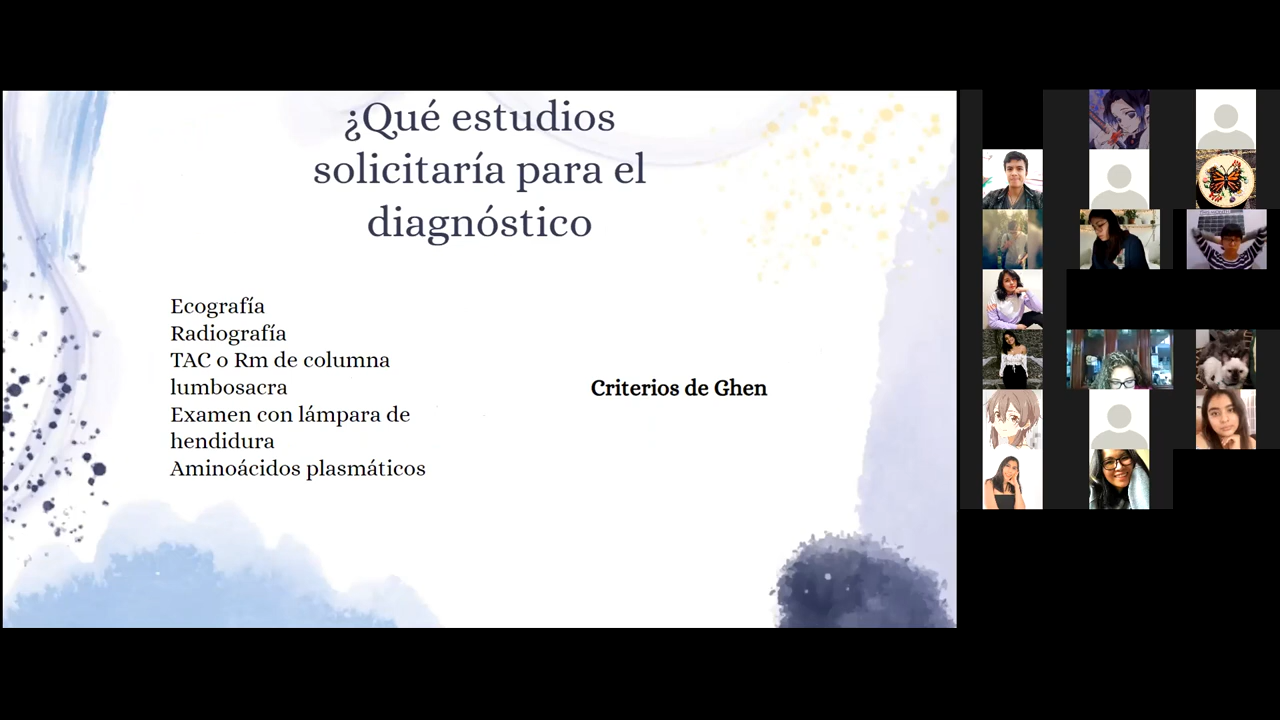 ¿Qué estudios
solicitaría para el
diagnóstico
Ecografía
Radiografía
TAC o Rm de columna
lumbosacra
Examen con lámpara de
hendidura
Aminoácidos plasmáticos
Criterios de Ghen